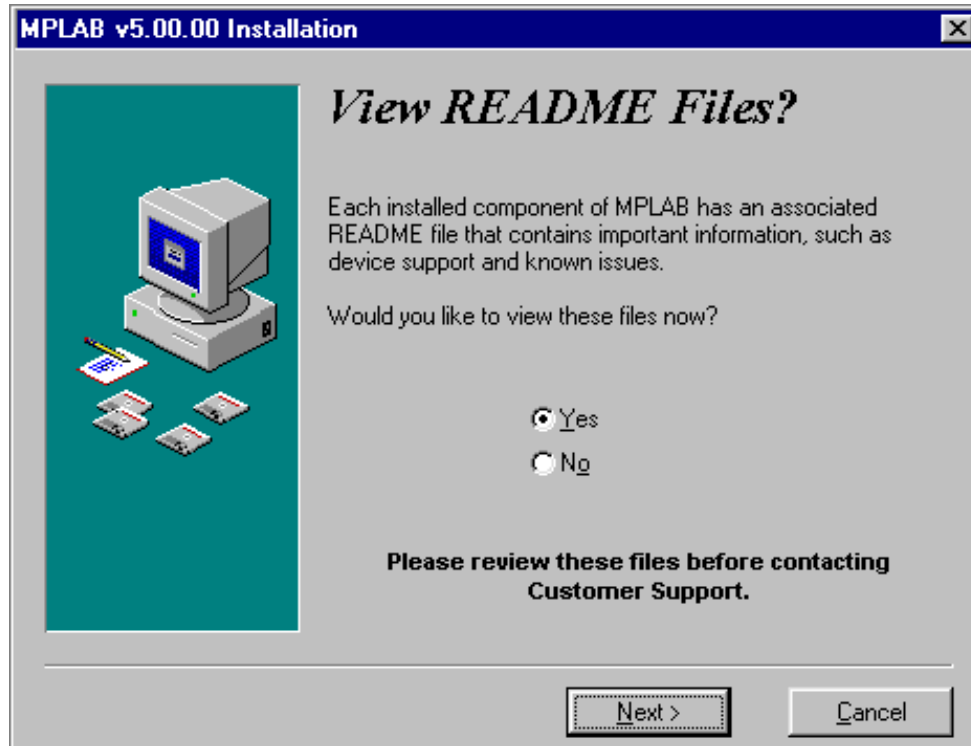 MPLAB v5.00.00 Installation
View README Files?
Each installed component of MPLAB has an associated
README file that contains important information, such as
device support and known issues.
Would you like to view these files now?
Yes
No
Please review these files before contacting
Customer Support.
Next >
Cancel